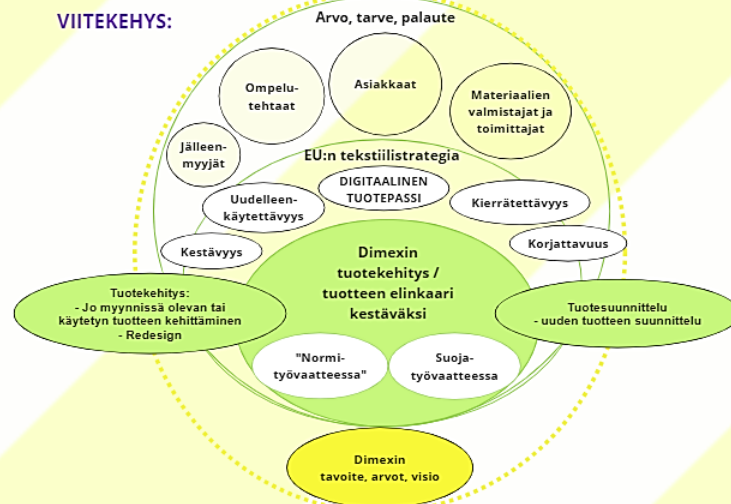 VIITEKEHYS:
Arvo, tarve, palaute
Ompelu-
tehtaat
Asiakkaat
Materiaalien
valmistajat ja
toimittajat
Jälleen-
myyjät
EU:n tekstiilistrategia
DIGITAALINEN
TUOTEPASSI
Uudelleen-
käytettävyys
Kierrätettävyys
Kestävyys
Korjattavuus
Dimexin
tuotekehitys /
tuotteen elinkaari
kestäväksi
Tuotekehitys:
- Jo myynnissä olevan tai
käytetyn tuotteen kehittäminen
- Redesign
Tuotesuunnittelu
- uuden tuotteen suunnittelu
"Normi-
työvaatteessa"
Suoja-
työvaatteessa
Dimexin
tavoite, arvot, visio